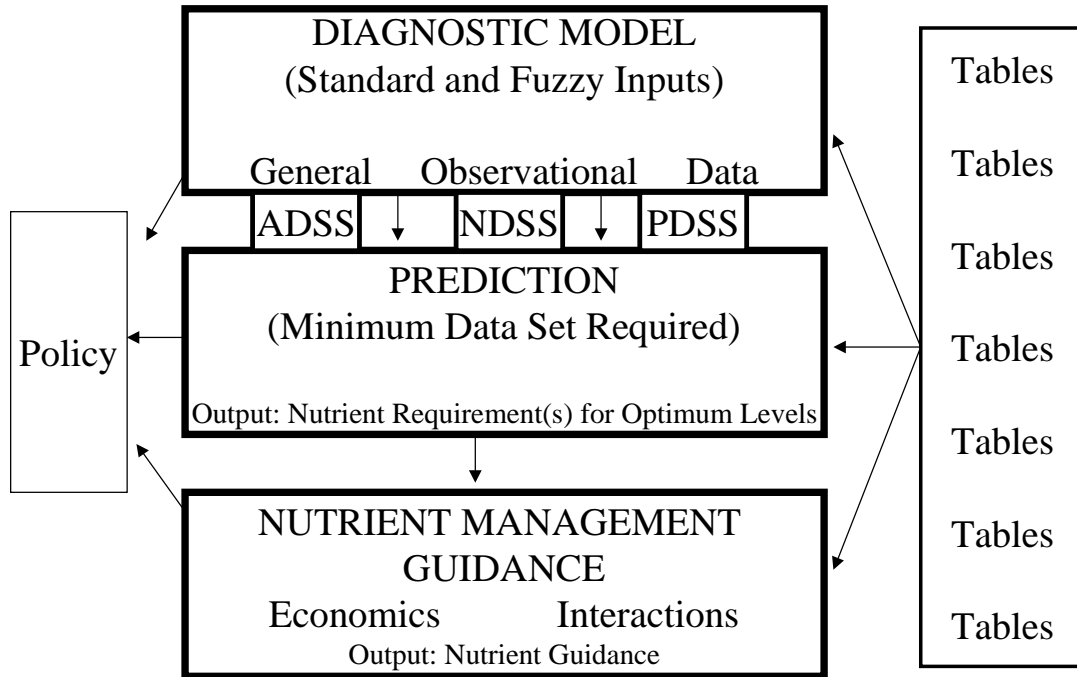 DIAGNOSTIC MODEL
(Standard and Fuzzy Inputs)
General Observational Data
ADSS NDSS PDSS
PREDICTION
(Minimum Data Set Required)
Output: Nutrient Requirement(s) for Optimum Levels
NUTRIENT MANAGEMENT
GUIDANCE
Economics Interactions
Output: Nutrient Guidance
Policy
Tables
Tables
Tables
Tables
Tables
Tables
Tables